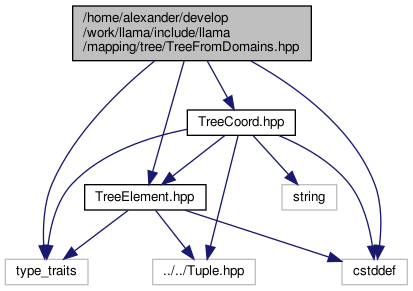 /home/alexander/develop
/work/llama/include/llama
/mapping/tree/TreeFromDomains.hpp
TreeCoord.hpp
TreeElement.hpp
string
type_traits
../../Tuple.hpp
cstddef